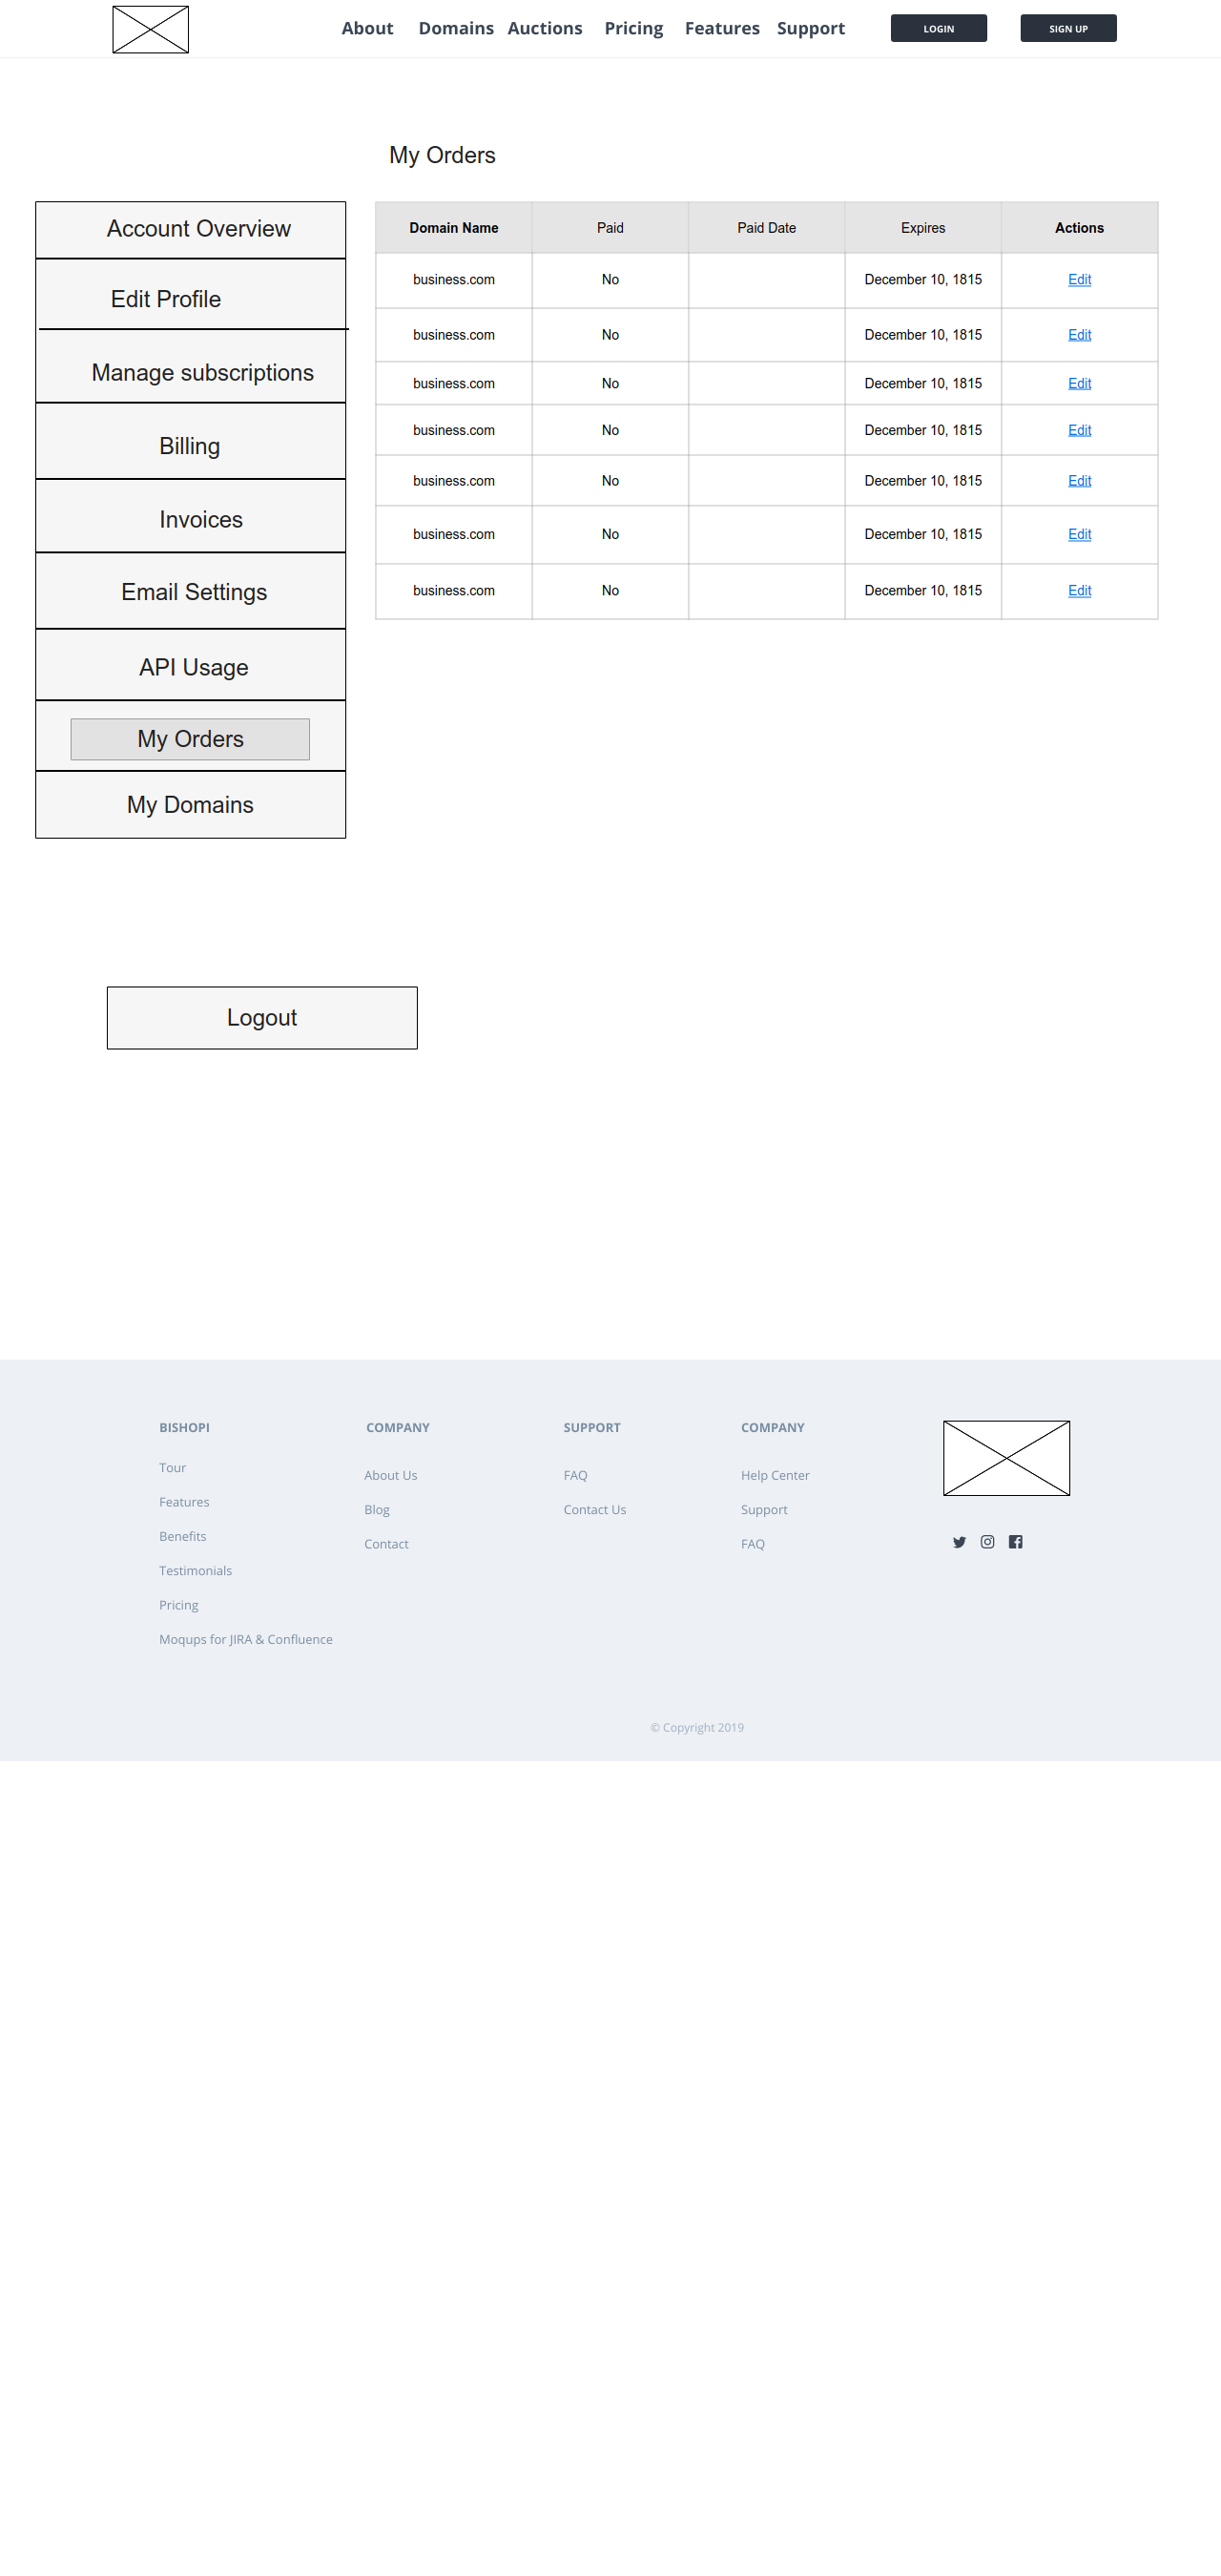 About Domains Auctions Pricing Features Support LOGIN SIGN UP
My Orders
Account Overview
Edit Profile
Manage subscriptions
Billing
Invoices
Email Settings
API Usage
My Orders
My Domains
Domain Name Paid Paid Date Expires Actions
business.com No December 10, 1815 Edit
business.com No December 10, 1815 Edit
business.com No December 10, 1815 Edit
business.com No December 10, 1815 Edit
business.com No December 10, 1815 Edit
business.com No December 10, 1815 Edit
business.com No December 10, 1815 Edit
Logout
BISHOPI
Tour
Features
Benefits
Testimonials
Pricing
Moqups for JIRA & Confluence
COMPANY
About Us
Blog
Contact
SUPPORT
FAQ
Contact Us
COMPANY
Help Center
Support
FAQ
© Copyright 2019